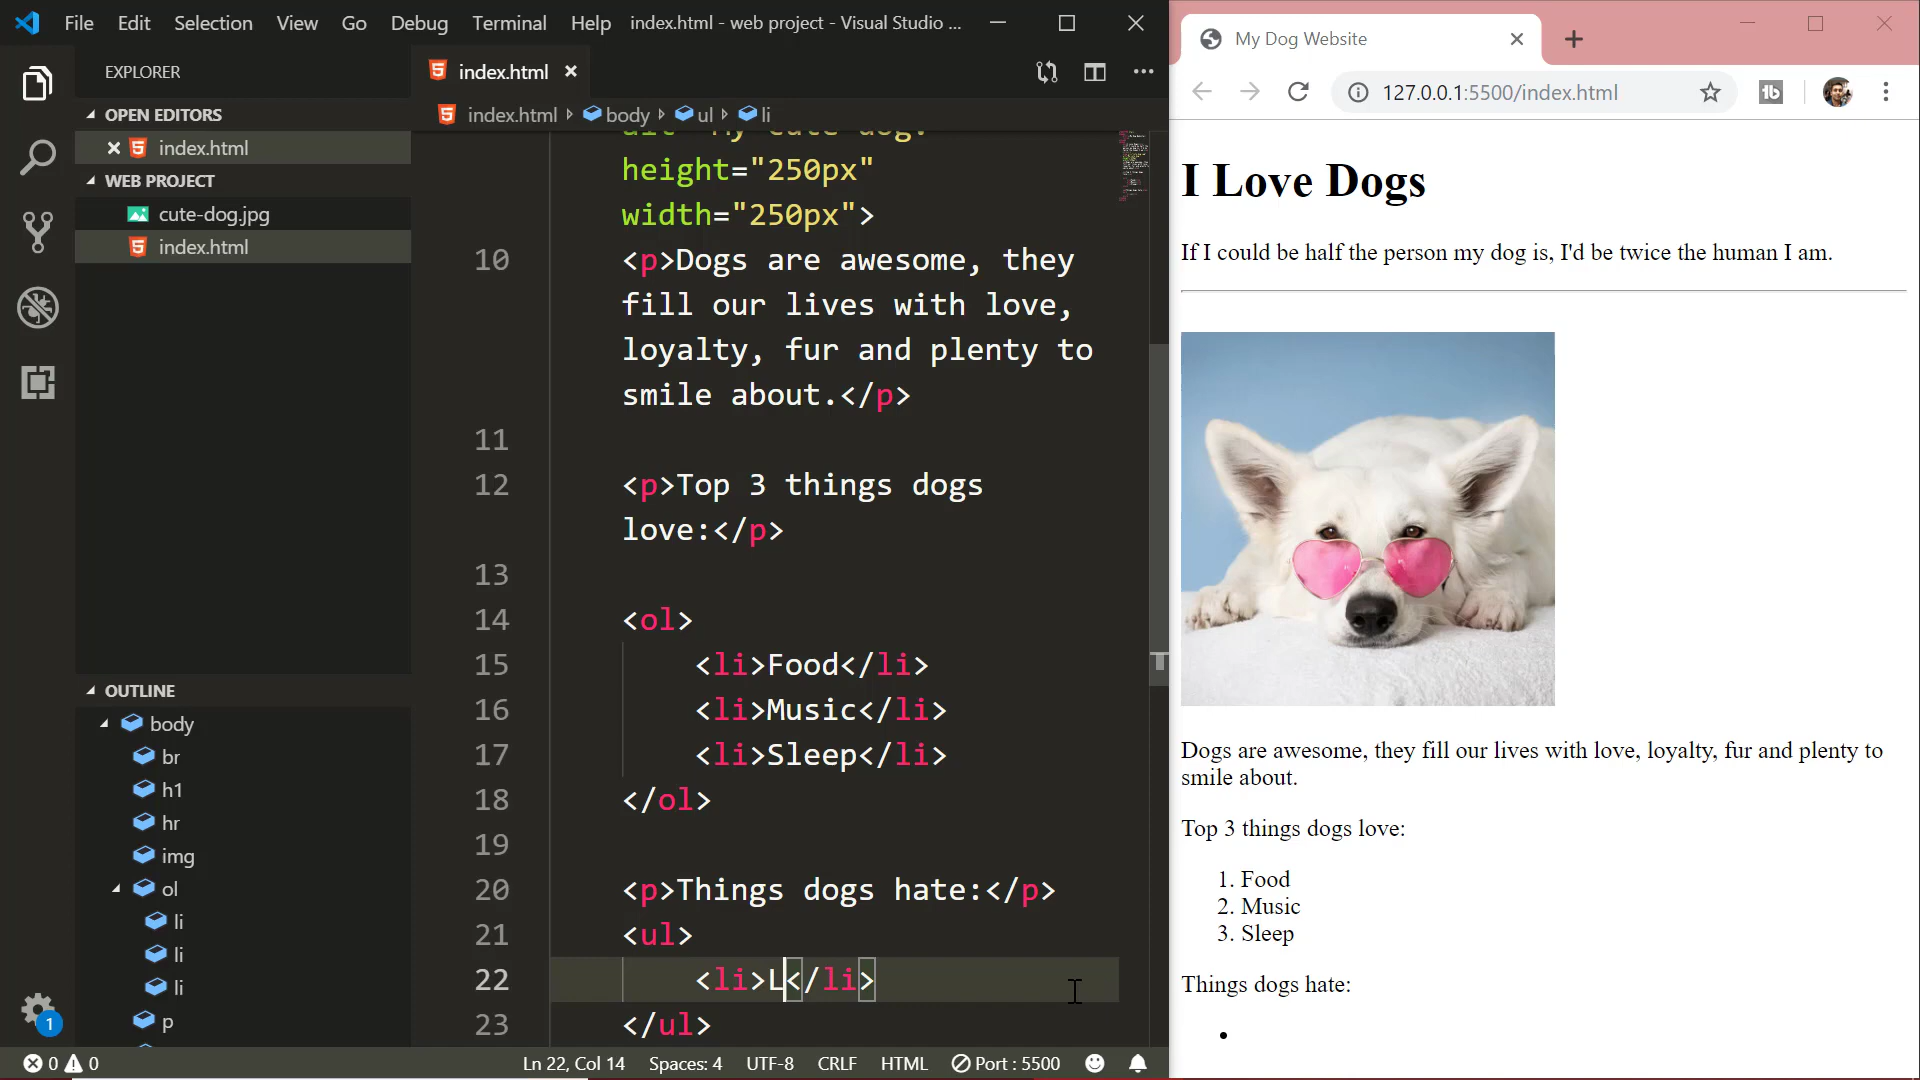 File Edit Selection View Go Debug Terminal Help index.html - web project - Visual Studio ...
EXPLORER
OPEN EDITORS
index.html
WEB PROJECT
cute-dog.jpg
index.html
OUTLINE
body
br
h1
hr
img
ol
li
li
li
p
1
index.html
index.html body ul li
height="250px"
width="250px">
10 <p>Dogs are awesome, they
fill our lives with love,
loyalty, fur and plenty to
smile about.</p>
11
12 <p>Top 3 things dogs
love:</p>
13
14 <ol>
15 <li>Food</li>
16 <li>Music</li>
17 <li>Sleep</li>
18 </ol>
19
20 <p>Things dogs hate:</p>
21 <ul>
22 <li>L</li>
23 </ul>
0 0 Ln 22, Col 14 Spaces: 4 UTF-8 CRLF HTML Port : 5500
My Dog Website
127.0.0.1:5500/index.html
I Love Dogs
If I could be half the person my dog is, I'd be twice the human I am.
Dogs are awesome, they fill our lives with love, loyalty, fur and plenty to
smile about.
Top 3 things dogs love:
1. Food
2. Music
3. Sleep
Things dogs hate:
•